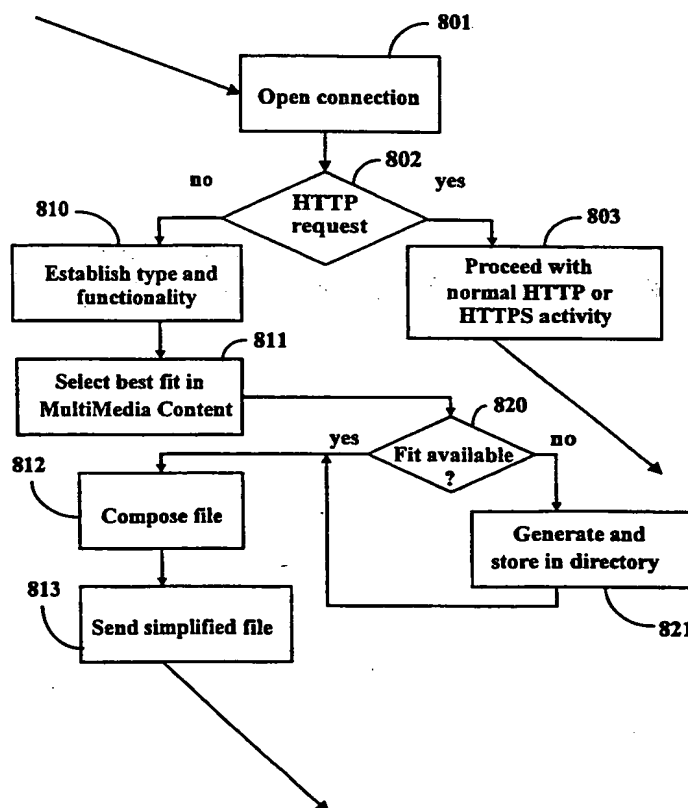 801
Open connection
802
no
yes
HTTP
request
810
803
Establish type and
functionality
Proceed with
normal HTTP or
HTTPS activity
811
Select best fit in
MultiMedia Content
820
yes
no
Fit available
?
812
Compose file
Generate and
store in directory
813
Send simplified file
821